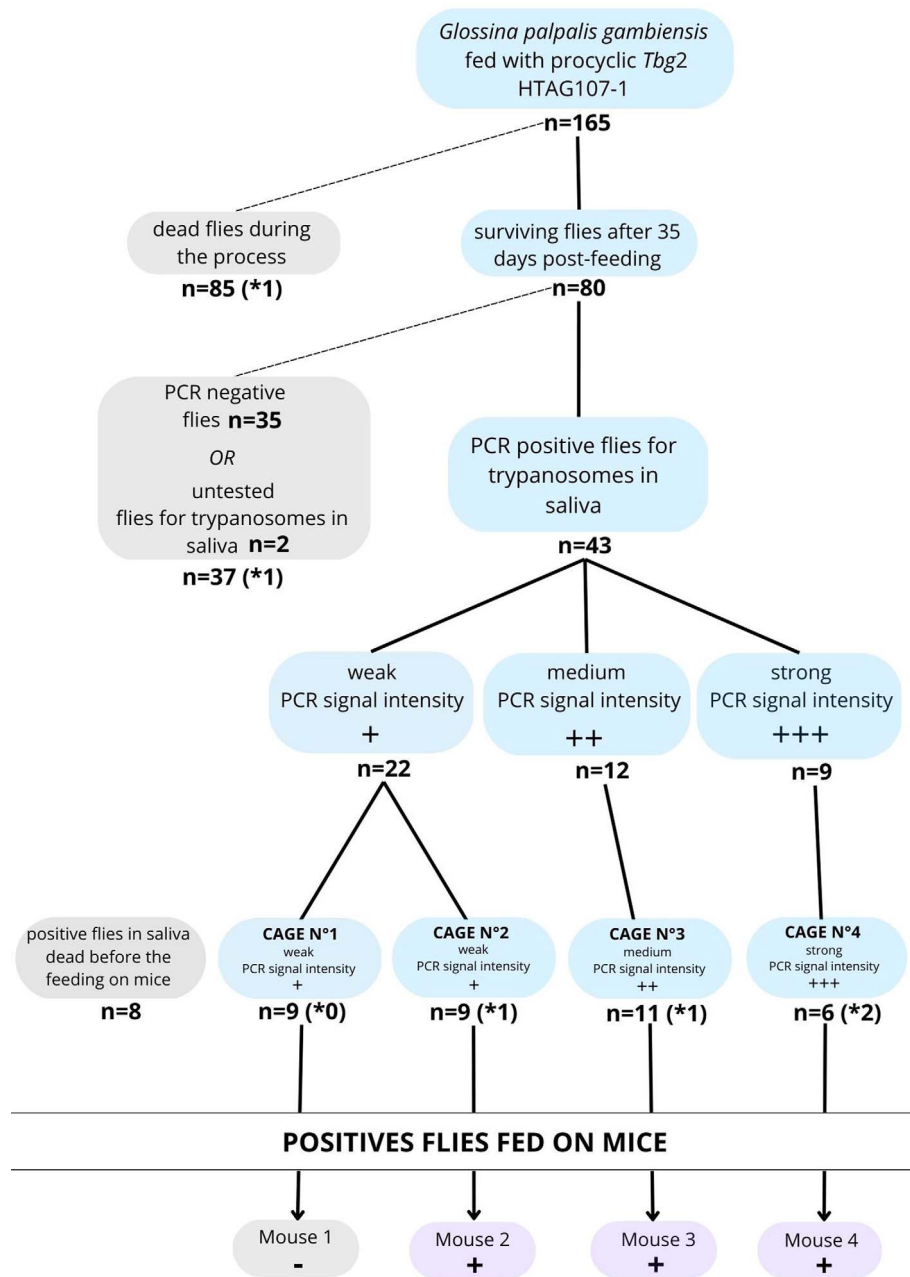 Glossina palpalis gambiensis
fed with procyclic Tbg2
HTAG107-1
n=165
dead flies during
the process
n=85 (*1)
surviving flies after 35
days post-feeding
n=80
PCR negative
flies n=35
OR
untested
flies for trypanosomes in
saliva n=2
n=37 (*1)
PCR positive flies for
trypanosomes in
saliva
n=43
weak
PCR signal intensity
+
n=22
medium
PCR signal intensity
++
n=12
strong
PCR signal intensity
+++
n=9
positive flies in saliva
dead before the
feeding on mice
n=8
CAGE N°1
weak
PCR signal intensity
+
n=9 (*0)
CAGE N°2
weak
PCR signal intensity
+
n=9 (*1)
CAGE N°3
medium
PCR signal intensity
++
n=11 (*1)
CAGE N°4
strong
PCR signal intensity
+++
n=6 (*2)
POSITIVES FLIES FED ON MICE
Mouse 1
-
Mouse 2
+
Mouse 3
+
Mouse 4
+